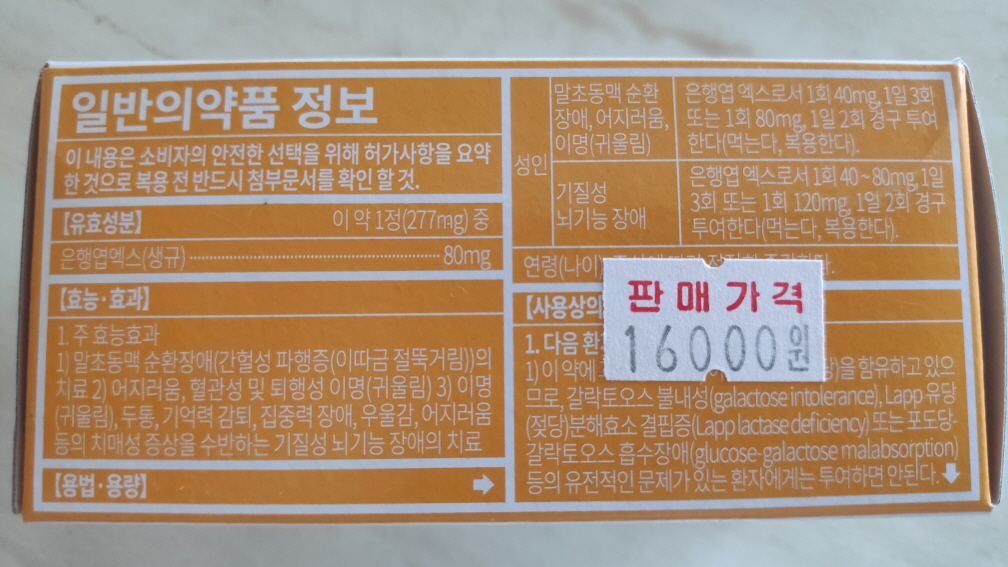 일반의약품 정보
이 내용은 소비자의 안전한 선택을 위해 허가사항을 요약
한 것으로 복용 전 반드시 첨부문서를 확인 할 것.
【유효성분】 이 약 1정(277mg) 중
은행엽엑스(생규) 80mg
【효능·효과】
1. 주 효능효과
1) 말초동맥 순환장애(간헐성 파행증(이따금 절뚝거림))의
치료 2) 어지러움, 혈관성 및 퇴행성 이명(귀울림) 3) 이명
(귀울림), 두통, 기억력 감퇴, 집중력 장애, 우울감, 어지러움
등의 치매성 증상을 수반하는 기질성 뇌기능 장애의 치료
【용법·용량】
성인
말초동맥 순환
장애, 어지러움,
이명(귀울림)
은행엽 엑스로서 1회 40mg, 1일 3회
또는 1회 80mg, 1일 2회 경구 투여
한다(먹는다, 복용한다).
기질성
뇌기능 장애
은행엽 엑스로서 1회 40~80mg, 1일
3회 또는 1회 120mg, 1일 2회 경구
투여한다(먹는다, 복용한다).
연령(나이),
【사용상의
판매가격
16000원
1. 다음 환
1) 이 약에 당)을 함유하고 있으
므로, 갈락토오스 불내성(galactose intolerance), Lapp 유당
(젖당)분해효소 결핍증(Lapp lactase deficiency) 또는 포도당-
갈락토오스 흡수장애(glucose-galactose malabsorption)
등의 유전적인 문제가 있는 환자에게는 투여하면 안된다.